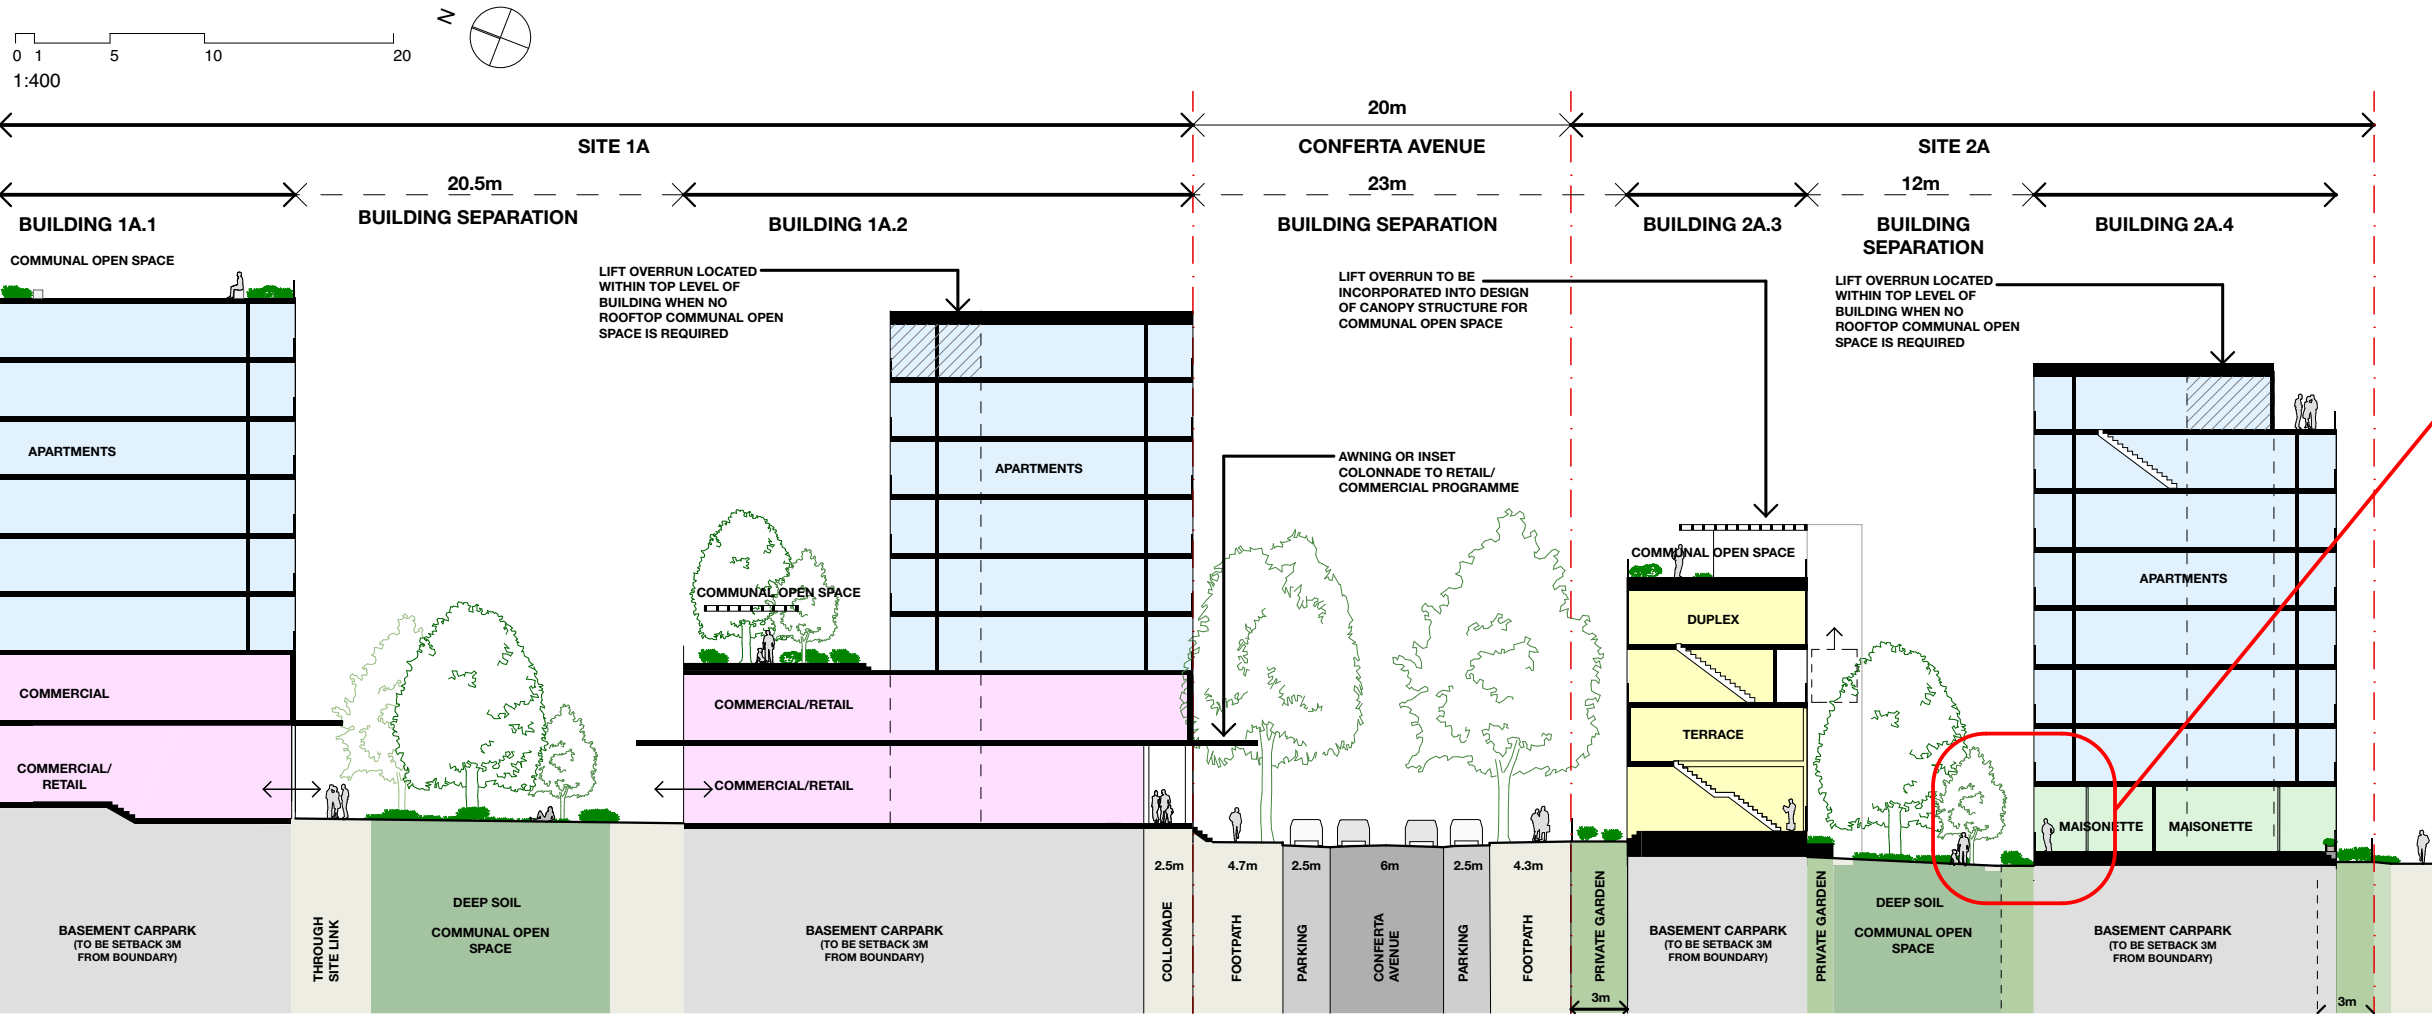 N
0 1 5 10 20
1:400
20m
SITE 1A
CONFERTA AVENUE
SITE 2A
20.5m
23m
12m
BUILDING 1A.1
BUILDING SEPARATION
BUILDING 1A.2
BUILDING SEPARATION
BUILDING 2A.3
BUILDING
SEPARATION
BUILDING 2A.4
COMMUNAL OPEN SPACE
LIFT OVERRUN LOCATED
WITHIN TOP LEVEL OF
BUILDING WHEN NO
ROOFTOP COMMUNAL OPEN
SPACE IS REQUIRED
LIFT OVERRUN TO BE
INCORPORATED INTO DESIGN
OF CANOPY STRUCTURE FOR
COMMUNAL OPEN SPACE
LIFT OVERRUN LOCATED
WITHIN TOP LEVEL OF
BUILDING WHEN NO
ROOFTOP COMMUNAL OPEN
SPACE IS REQUIRED
APARTMENTS
APARTMENTS
AWNING OR INSET
COLONNADE TO RETAIL/
COMMERCIAL PROGRAMME
COMMUNAL OPEN SPACE
COMMUNAL OPEN SPACE
APARTMENTS
DUPLEX
COMMERCIAL
COMMERCIAL/RETAIL
TERRACE
COMMERCIAL/
RETAIL
COMMERCIAL/RETAIL
MAISONETTE
MAISONETTE
2.5m
4.7m
2.5m
6m
2.5m
4.3m
BASEMENT CARPARK
(TO BE SETBACK 3M
FROM BOUNDARY)
THROUGH
SITE LINK
DEEP SOIL
COMMUNAL OPEN
SPACE
BASEMENT CARPARK
(TO BE SETBACK 3M
FROM BOUNDARY)
COLLONADE
FOOTPATH
PARKING
CONFERTA
AVENUE
PARKING
FOOTPATH
PRIVATE GARDEN
3m
BASEMENT CARPARK
(TO BE SETBACK 3M
FROM BOUNDARY)
PRIVATE GARDEN
DEEP SOIL
COMMUNAL OPEN
SPACE
BASEMENT CARPARK
(TO BE SETBACK 3M
FROM BOUNDARY)
3m